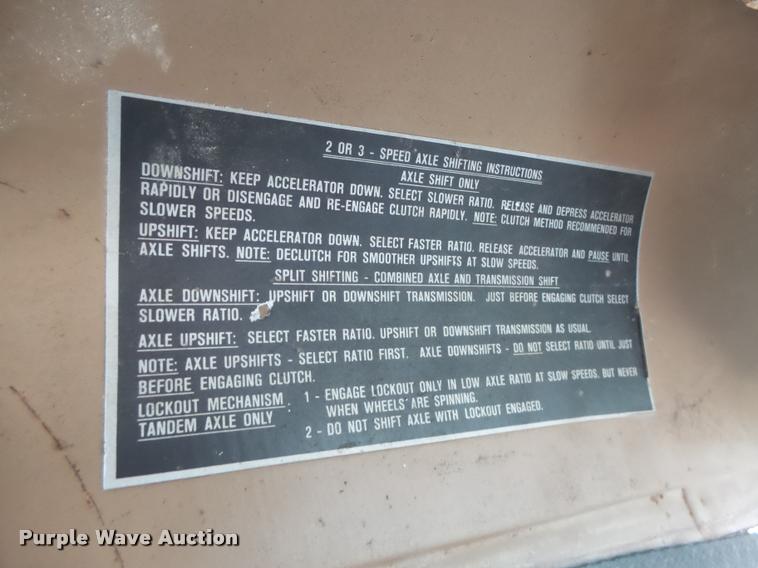 2 OR 3 - SPEED AXLE SHIFTING INSTRUCTIONS
AXLE SHIFT ONLY
DOWNSHIFT: KEEP ACCELERATOR DOWN. SELECT SLOWER RATIO. RELEASE AND DEPRESS ACCELERATOR
RAPIDLY OR DISENGAGE AND RE-ENGAGE CLUTCH RAPIDLY. NOTE: CLUTCH METHOD RECOMMENDED FOR
SLOWER SPEEDS.
UPSHIFT: KEEP ACCELERATOR DOWN. SELECT FASTER RATIO. RELEASE ACCELERATOR AND PAUSE UNTIL
AXLE SHIFTS. NOTE: DECLUTCH FOR SMOOTHER UPSHIFTS AT SLOW SPEEDS.
SPLIT SHIFTING - COMBINED AXLE AND TRANSMISSION SHIFT
AXLE DOWNSHIFT: UPSHIFT OR DOWNSHIFT TRANSMISSION. JUST BEFORE ENGAGING CLUTCH SELECT
SLOWER RATIO.
AXLE UPSHIFT: SELECT FASTER RATIO. UPSHIFT OR DOWNSHIFT TRANSMISSION AS USUAL.
NOTE: AXLE UPSHIFTS - SELECT RATIO FIRST. AXLE DOWNSHIFTS - DO NOT SELECT RATIO UNTIL JUST
BEFORE ENGAGING CLUTCH.
LOCKOUT MECHANISM : 1 - ENGAGE LOCKOUT ONLY IN LOW AXLE RATIO AT SLOW SPEEDS. BUT NEVER
TANDEM AXLE ONLY WHEN WHEELS ARE SPINNING.
2 - DO NOT SHIFT AXLE WITH LOCKOUT ENGAGED.
Purple Wave Auction